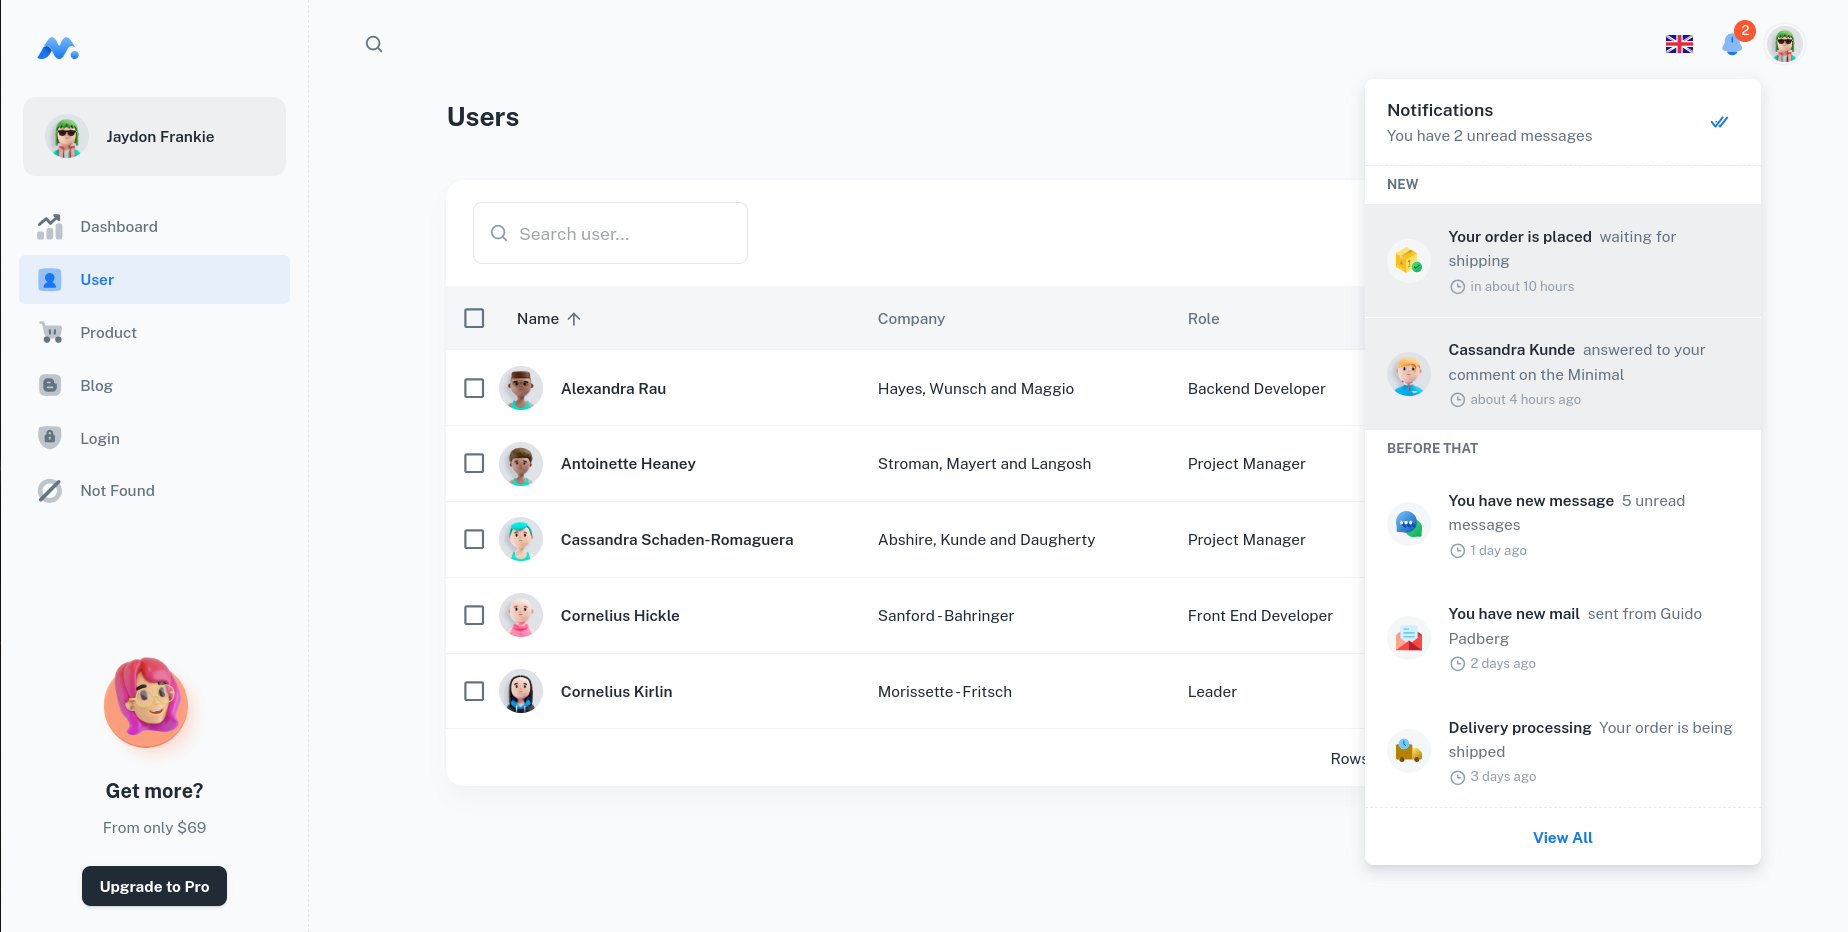 2
Jaydon Frankie
Dashboard
User
Product
Blog
Login
Not Found
Get more?
From only $69
Upgrade to Pro
Users
Search user...
Name Company Role
Alexandra Rau Hayes, Wunsch and Maggio Backend Developer
Antoinette Heaney Stroman, Mayert and Langosh Project Manager
Cassandra Schaden-Romaguera Abshire, Kunde and Daugherty Project Manager
Cornelius Hickle Sanford - Bahringer Front End Developer
Cornelius Kirlin Morissette - Fritsch Leader
Rows
Notifications
You have 2 unread messages
NEW
Your order is placed waiting for
shipping
in about 10 hours
Cassandra Kunde answered to your
comment on the Minimal
about 4 hours ago
BEFORE THAT
You have new message 5 unread
messages
1 day ago
You have new mail sent from Guido
Padberg
2 days ago
Delivery processing Your order is being
shipped
3 days ago
View All